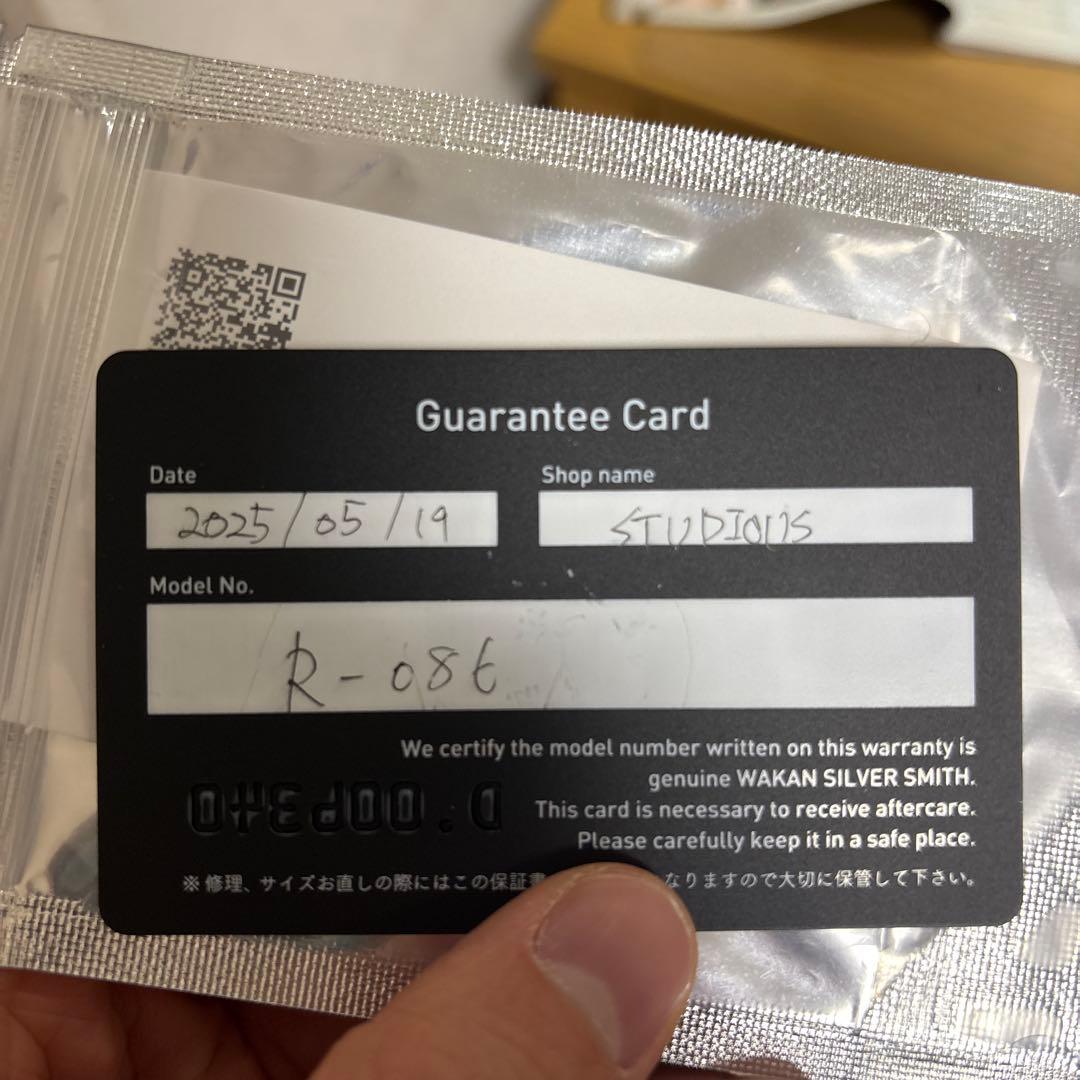 Guarantee Card
Date
Shop name
2025/05/19
STUDIOUS
Model No.
R-086
We certify the model number written on this warranty is
genuine WAKAN SILVER SMITH.
This card is necessary to receive aftercare.
Please carefully keep it in a safe place.
※修理、サイズお直しの際にはこの保証書 なりますので大切に保管して下さい。